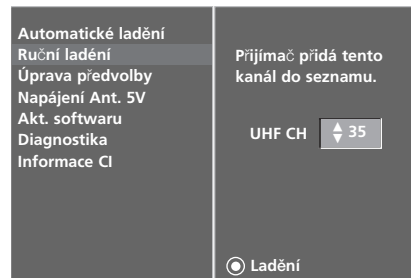 Automatické ladění
Ruční ladéní
Úprava předvolby
Napájení Ant. 5V
Akt. softwaru
Diagnostika
Informace CI
Přijímač přidá tento
kanál do seznamu.
UHF CH 35
Ladění